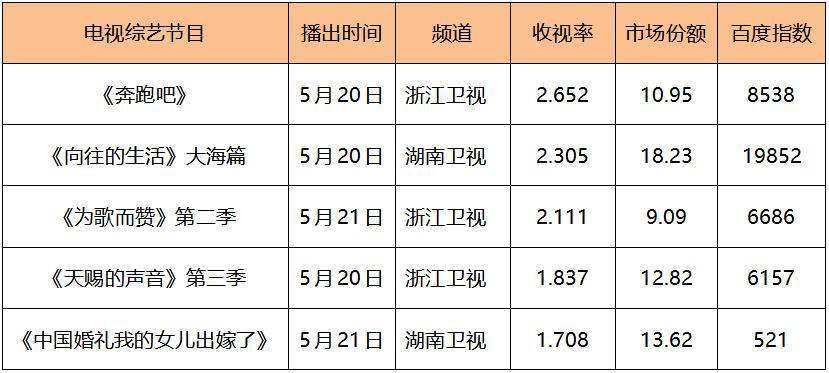 电视综艺节目 播出时间 频道 收视率 市场份额 百度指数
《奔跑吧》 5月20日 浙江卫视 2.652 10.95 8538
《向往的生活》大海篇 5月20日 湖南卫视 2.305 18.23 19852
《为歌而赞》第二季 5月21日 浙江卫视 2.111 9.09 6686
《天赐的声音》第三季 5月20日 浙江卫视 1.837 12.82 6157
《中国婚礼我的女儿出嫁了》 5月21日 湖南卫视 1.708 13.62 521